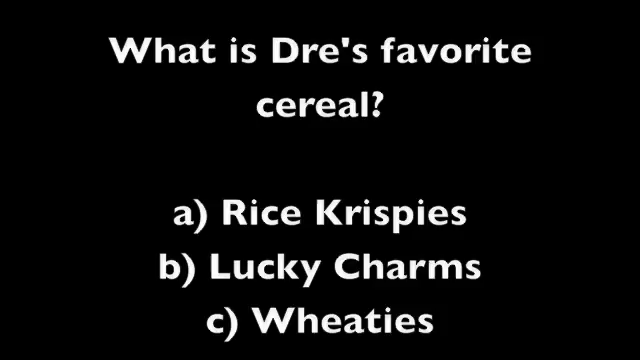 What is Dre's favorite
cereal?
a) Rice Krispies
b) Lucky Charms
c) Wheaties